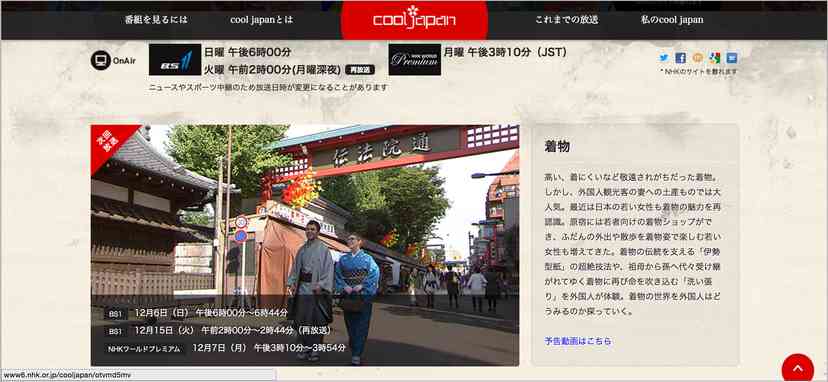 番組を見るには
cool japanとは
cool japan
これまでの放送
私のcool japan
OnAir
BS1
日曜 午後6時00分
火曜 午前2時00分(月曜深夜) 再放送
ニュースやスポーツ中継のため放送日時が変更になることがあります
NHK WORLD Premium
月曜 午後3時10分（JST）
* NHKのサイトを離れます
次回放送
伝法院通
BS1 12月6日（日） 午後6時00分〜6時44分
BS1 12月15日（火） 午前2時00分〜2時44分（再放送）
NHKワールドプレミアム 12月7日（月） 午後3時10分〜3時54分
着物
高い、着にくいなど敬遠されがちだった着物。
しかし、外国人観光客の妻への土産ものでは大
人気。最近は日本の若い女性も着物の魅力を再
認識。原宿には若者向けの着物ショップがで
き、ふだんの外出や散歩を着物姿で楽しむ若い
女性も増えてきた。着物の伝統を支える「伊勢
型紙」の超絶技法や、祖母から孫へ代々受け継
がれてゆく着物に再び命を吹き込む「洗い張
り」を外国人が体験。着物の世界を外国人はど
うみるのか探っていく。
予告動画はこちら
www6.nhk.or.jp/cooljapan/otvmd5mv